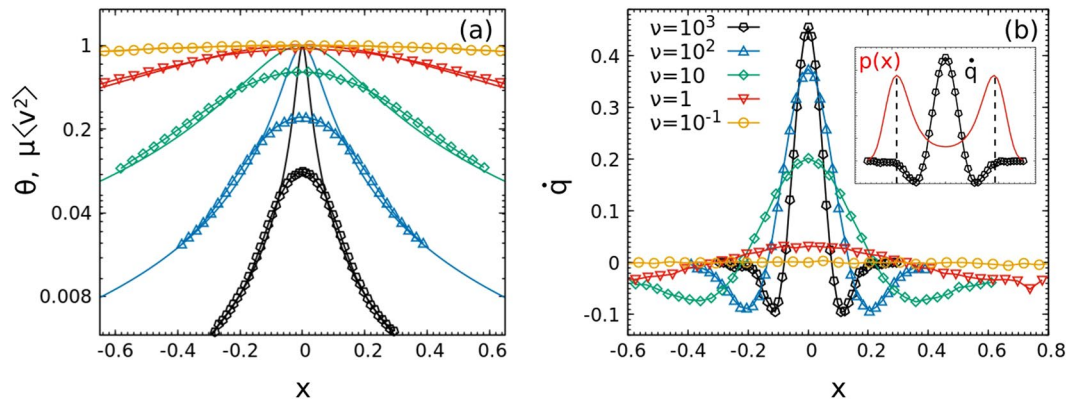 (a)
θ, μ⟨v²⟩
1
0.2
0.04
0.008
-0.6 -0.4 -0.2 0 0.2 0.4 0.6
x
(b)
q̇
0.4
0.3
0.2
0.1
0
-0.1
-0.6 -0.4 -0.2 0 0.2 0.4 0.6 0.8
x
ν=10³
ν=10²
ν=10
ν=1
ν=10⁻¹
p(x)
q̇